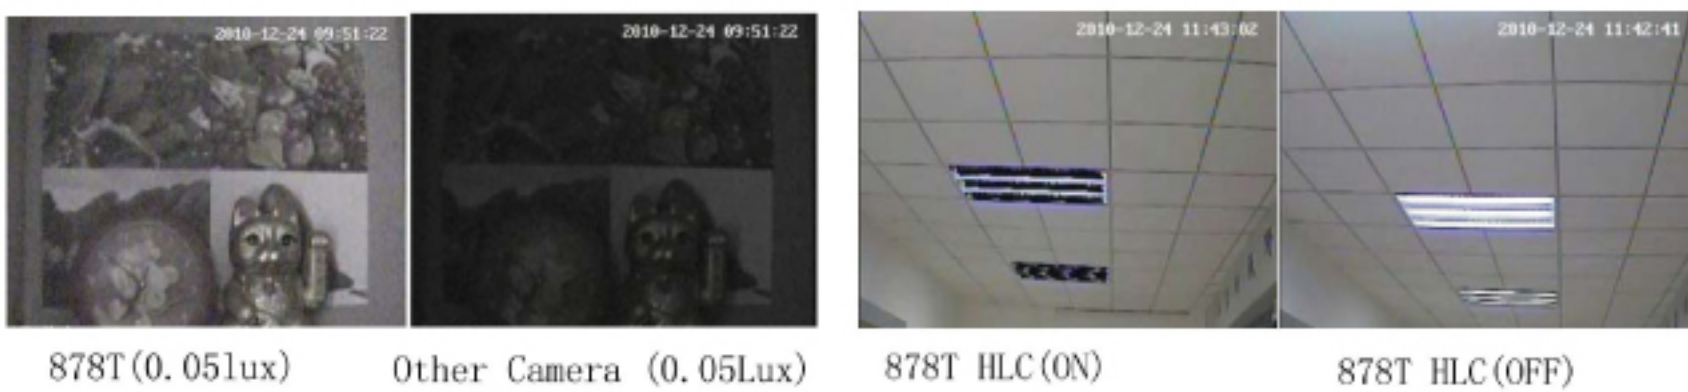 2010-12-24 09:51:22
2010-12-24 09:51:22
2010-12-24 11:43:02
2010-12-24 11:42:41
878T(0.05lux)
Other Camera (0.05Lux)
878T HLC(ON)
878T HLC(OFF)